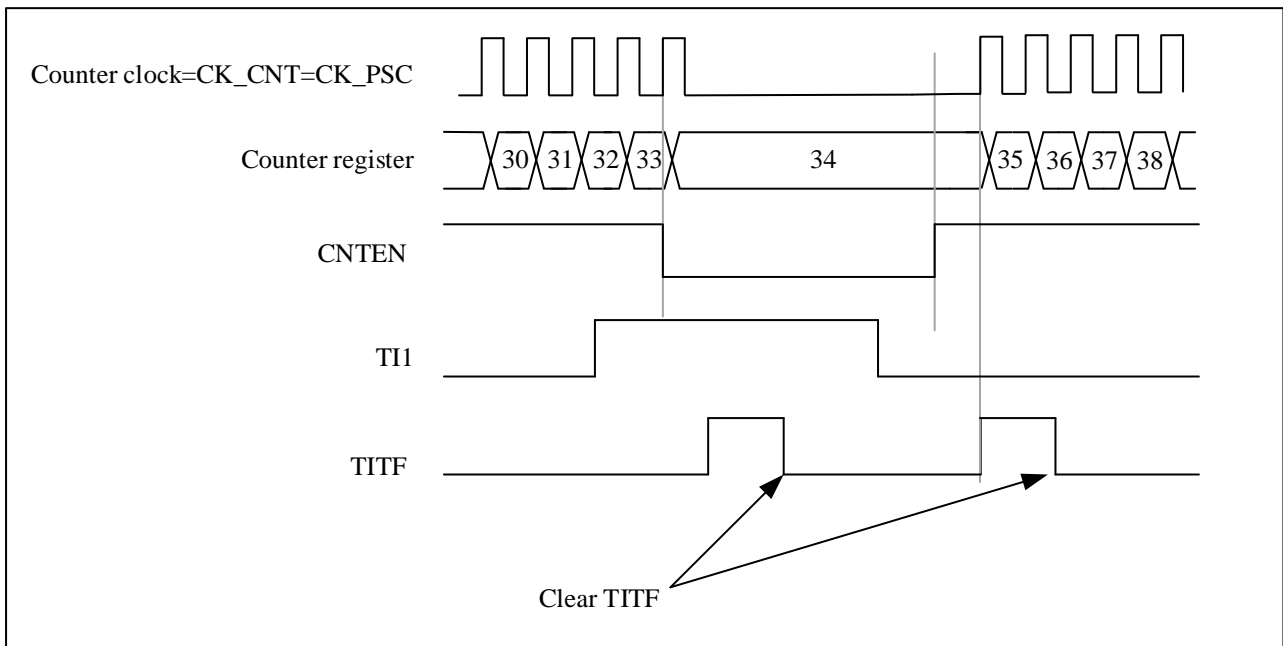 Counter clock=CK_CNT=CK_PSC
Counter register
30 31 32 33 34 35 36 37 38
CNTEN
TI1
TITF
Clear TITF